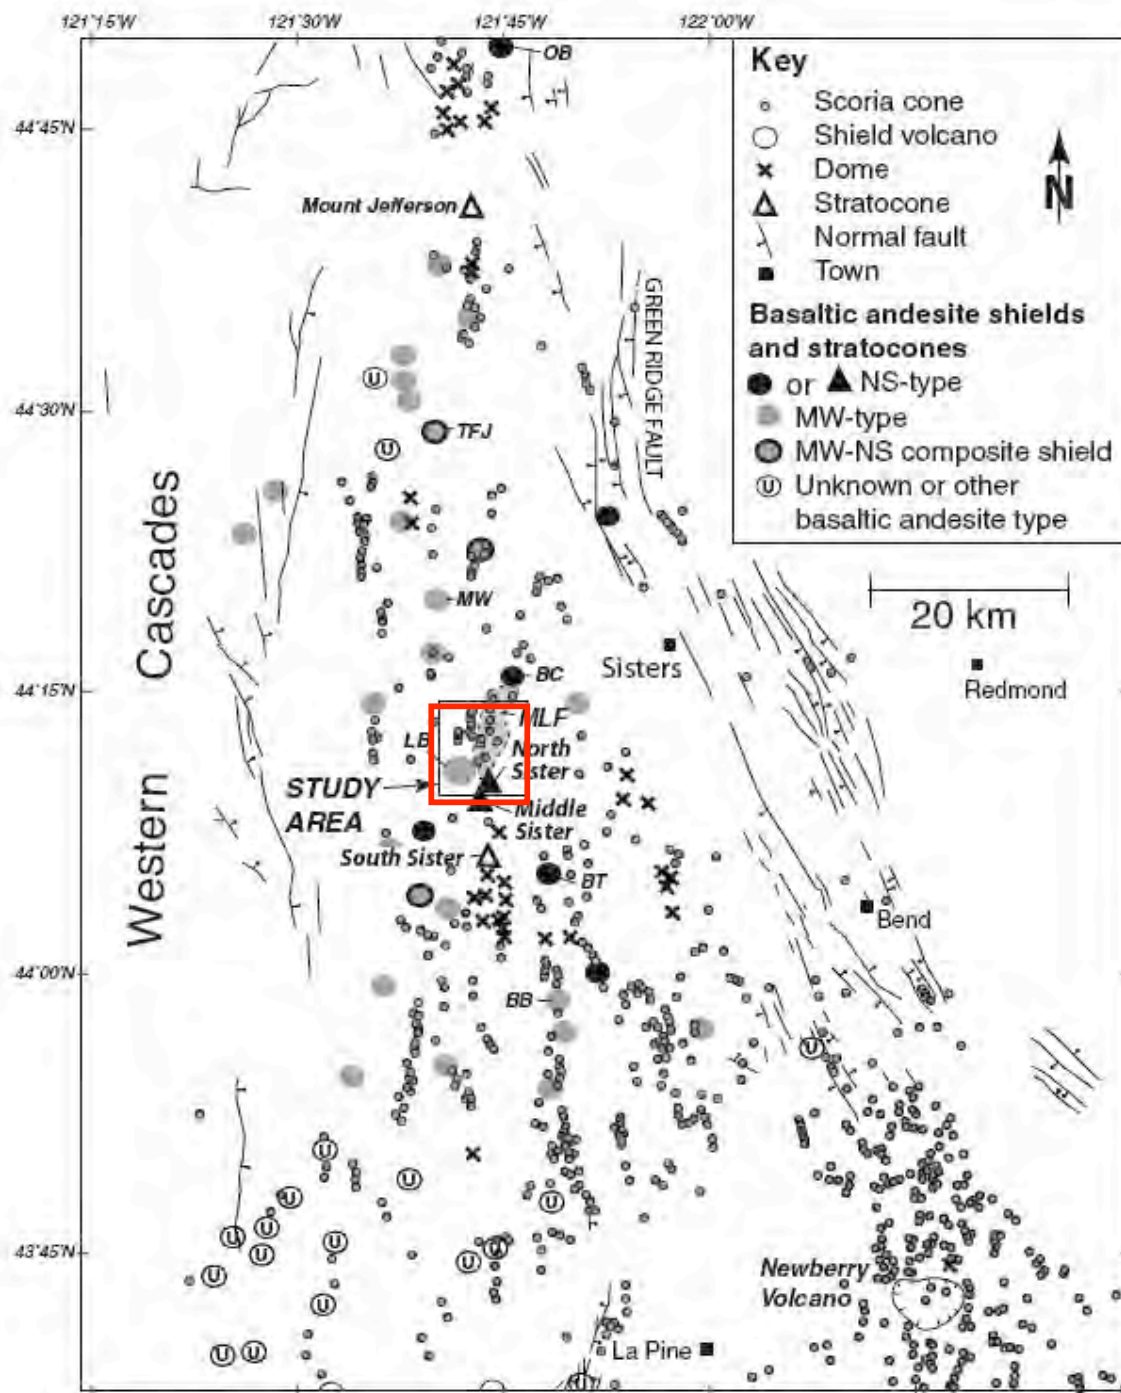 121°15'W 121°30'W 121°45'W 122°00'W
OB
Key
Scoria cone
44°45'N
Shield volcano
N
Dome
Mount Jefferson
Stratocone
Normal fault
Town
GREEN RIDGE FAULT
Basaltic andesite shields
and stratocones
or NS-type
44°30'N
U
MW-type
TFJ
MW-NS composite shield
U
U Unknown or other
basaltic andesite type
Western Cascades
MW
20 km
Sisters
BC
44°15'N
Redmond
MLF
LB
North
Sister
STUDY
AREA
Middle
Sister
South Sister
BT
Bend
44°00'N
BB
U
U
U
U
U
U
U
U
U
U
U
U
43°45'N
U
U
Newberry
Volcano
La Pine
U
U